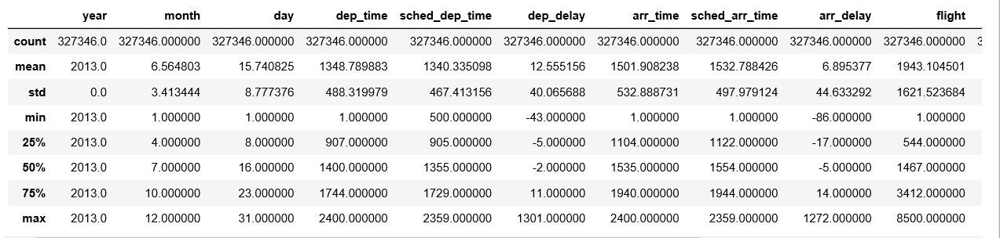 year month day dep_time sched_dep_time dep_delay arr_time sched_arr_time arr_delay flight
count 327346.0 327346.000000 327346.000000 327346.000000 327346.000000 327346.000000 327346.000000 327346.000000 327346.000000 327346.000000 3
mean 2013.0 6.564803 15.740825 1348.789883 1340.335098 12.555156 1501.908238 1532.788426 6.895377 1943.104501
std 0.0 3.413444 8.777376 488.319979 467.413156 40.065688 532.888731 497.979124 44.633292 1621.523684
min 2013.0 1.000000 1.000000 1.000000 500.000000 -43.000000 1.000000 1.000000 -86.000000 1.000000
25% 2013.0 4.000000 8.000000 907.000000 905.000000 -5.000000 1104.000000 1122.000000 -17.000000 544.000000
50% 2013.0 7.000000 16.000000 1400.000000 1355.000000 -2.000000 1535.000000 1554.000000 -5.000000 1467.000000
75% 2013.0 10.000000 23.000000 1744.000000 1729.000000 11.000000 1940.000000 1944.000000 14.000000 3412.000000
max 2013.0 12.000000 31.000000 2400.000000 2359.000000 1301.000000 2400.000000 2359.000000 1272.000000 8500.000000